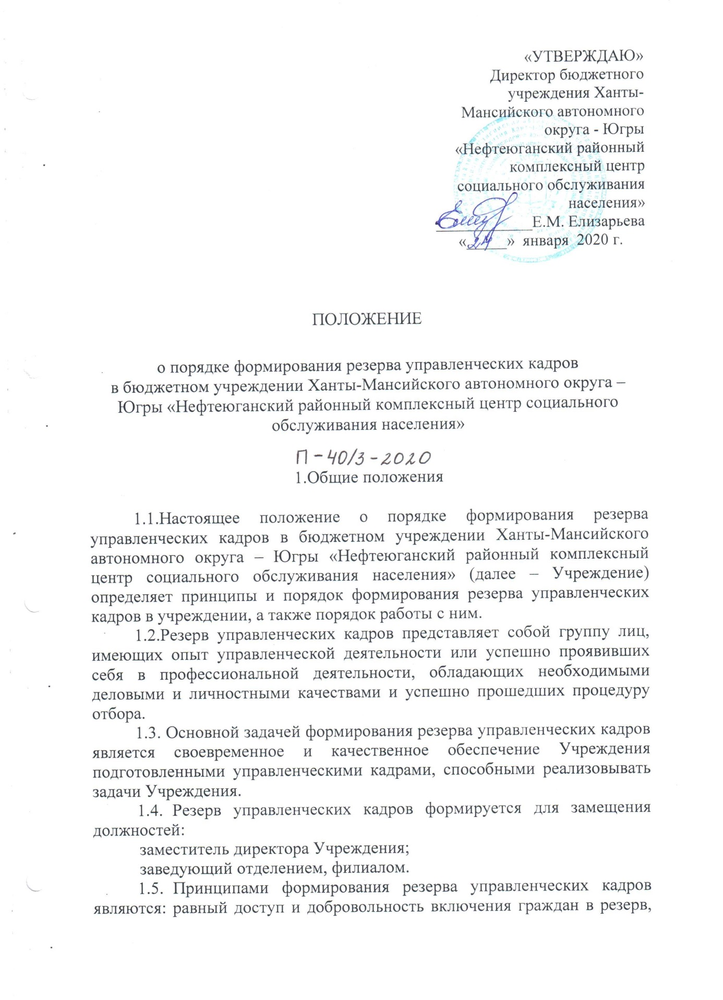 «УТВЕРЖДАЮ»
Директор бюджетного
учреждения Ханты-
Мансийского автономного
округа - Югры
«Нефтеюганский районный
комплексный центр
социального обслуживания
населения»
____________Е.М. Елизарьева
«24» января 2020 г.
ПОЛОЖЕНИЕ
о порядке формирования резерва управленческих кадров
в бюджетном учреждении Ханты-Мансийского автономного округа –
Югры «Нефтеюганский районный комплексный центр социального
обслуживания населения»
П-40/3-2020
1.Общие положения
1.1.Настоящее положение о порядке формирования резерва
управленческих кадров в бюджетном учреждении Ханты-Мансийского
автономного округа – Югры «Нефтеюганский районный комплексный
центр социального обслуживания населения» (далее – Учреждение)
определяет принципы и порядок формирования резерва управленческих
кадров в учреждении, а также порядок работы с ним.
1.2.Резерв управленческих кадров представляет собой группу лиц,
имеющих опыт управленческой деятельности или успешно проявивших
себя в профессиональной деятельности, обладающих необходимыми
деловыми и личностными качествами и успешно прошедших процедуру
отбора.
1.3. Основной задачей формирования резерва управленческих кадров
является своевременное и качественное обеспечение Учреждения
подготовленными управленческими кадрами, способными реализовывать
задачи Учреждения.
1.4. Резерв управленческих кадров формируется для замещения
должностей:
заместитель директора Учреждения;
заведующий отделением, филиалом.
1.5. Принципами формирования резерва управленческих кадров
являются: равный доступ и добровольность включения граждан в резерв,